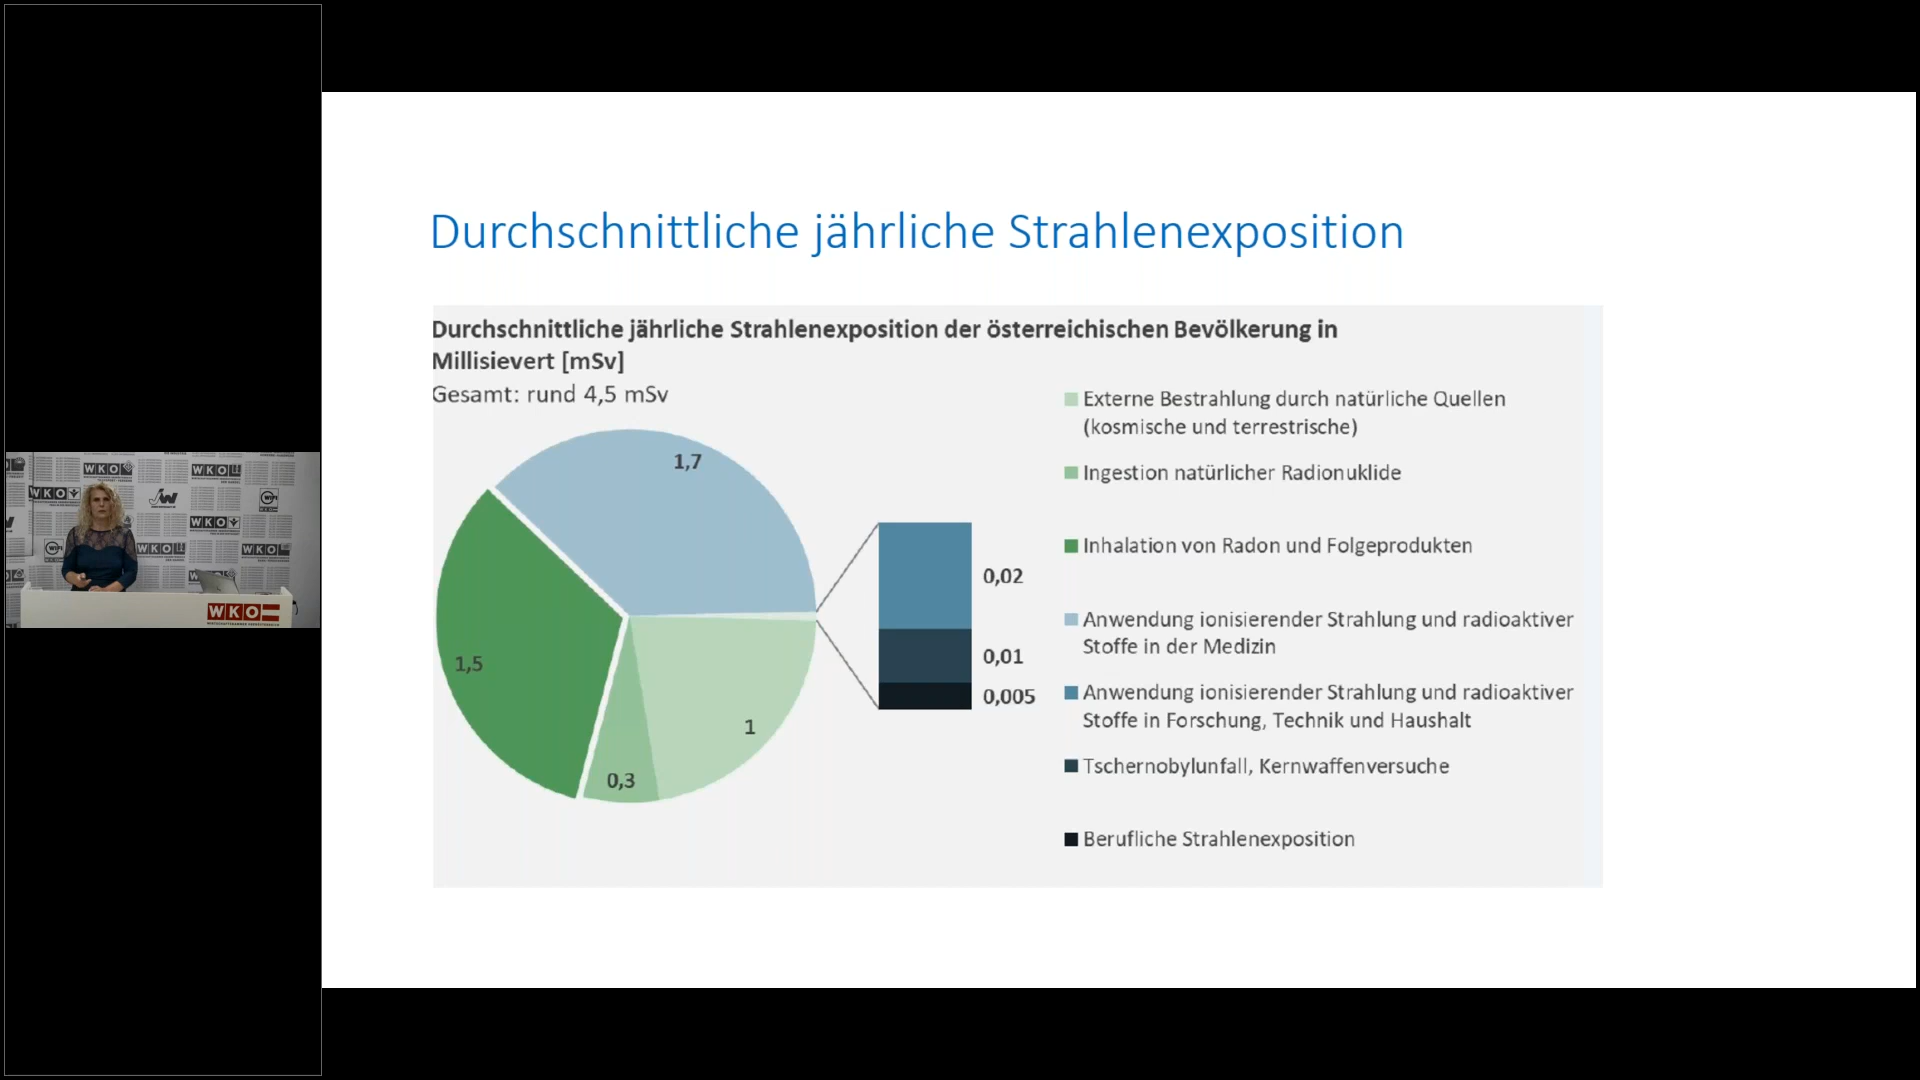 Durchschnittliche jährliche Strahlenexposition
Durchschnittliche jährliche Strahlenexposition der österreichischen Bevölkerung in
Millisievert [mSv]
Gesamt: rund 4,5 mSv
1,7
1,5
1
0,3
0,02
0,01
0,005
Externe Bestrahlung durch natürliche Quellen
(kosmische und terrestrische)
Ingestion natürlicher Radionuklide
Inhalation von Radon und Folgeprodukten
Anwendung ionisierender Strahlung und radioaktiver
Stoffe in der Medizin
Anwendung ionisierender Strahlung und radioaktiver
Stoffe in Forschung, Technik und Haushalt
Tschernobylunfall, Kernwaffenversuche
Berufliche Strahlenexposition
WKO
WKO
WKO
WKO
WKO
WKO
WKO